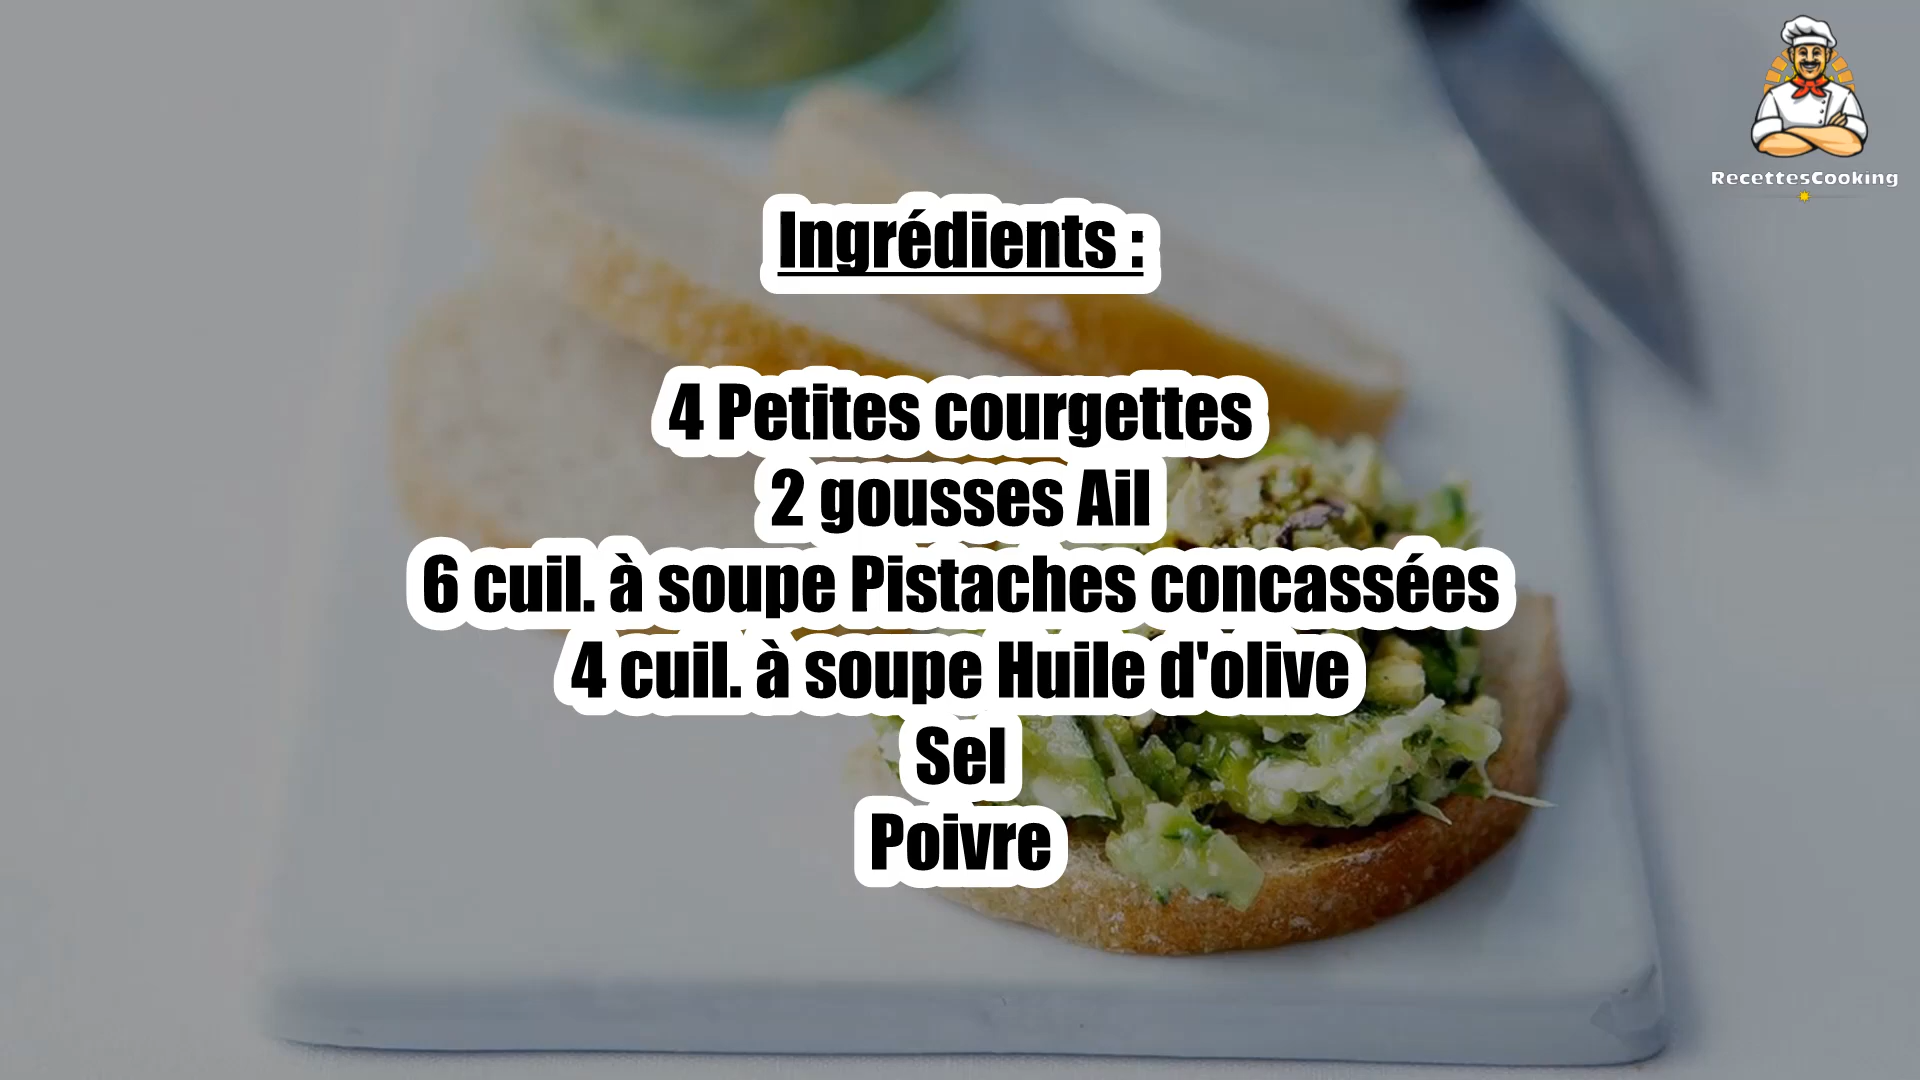 RecettesCooking
Ingrédients :
4 Petites courgettes
2 gousses Ail
6 cuil. à soupe Pistaches concassées
4 cuil. à soupe Huile d'olive
Sel
Poivre